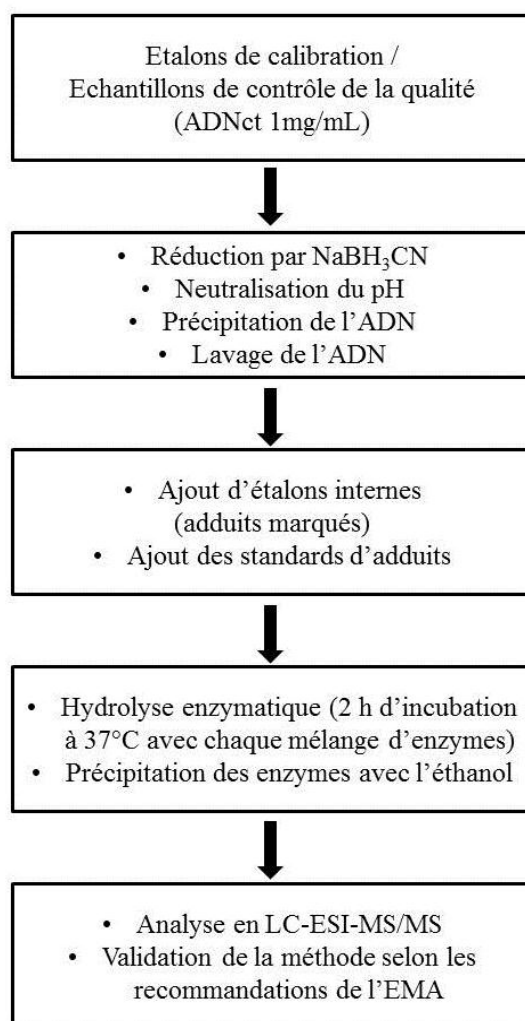 Etalons de calibration /
Echantillons de contrôle de la qualité
(ADNct 1mg/mL)
• Réduction par NaBH₃CN
• Neutralisation du pH
• Précipitation de l'ADN
• Lavage de l'ADN
• Ajout d'étalons internes
(adduits marqués)
• Ajout des standards d'adduits
• Hydrolyse enzymatique (2 h d'incubation
à 37°C avec chaque mélange d'enzymes)
• Précipitation des enzymes avec l'éthanol
• Analyse en LC-ESI-MS/MS
• Validation de la méthode selon les
recommandations de l'EMA